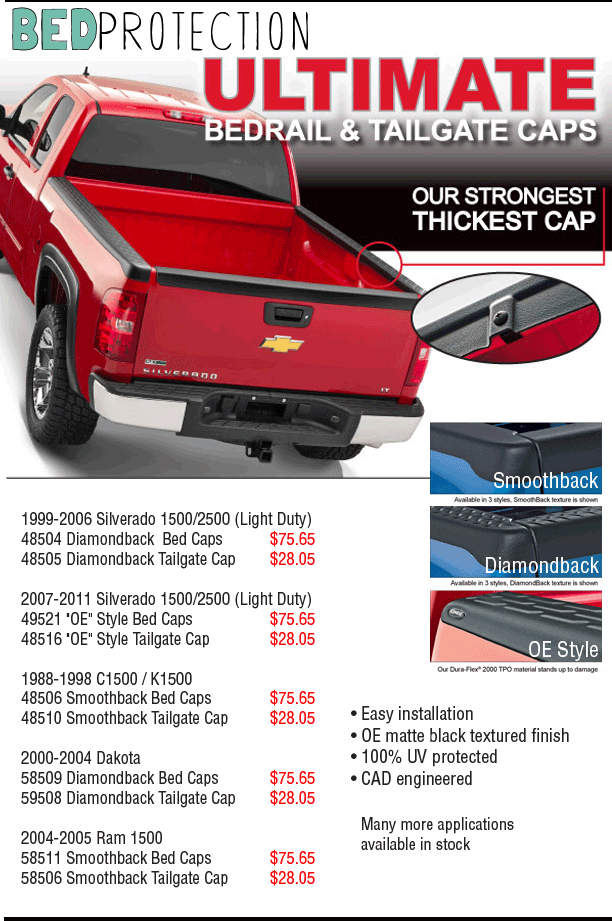 BEDPROTECTION
ULTIMATE
BEDRAIL & TAILGATE CAPS
OUR STRONGEST
THICKEST CAP
SILVERADO
LT
Smoothback
Available in 3 styles, SmoothBack texture is shown
Diamondback
Available in 3 styles, DiamondBack texture is shown
OE Style
Our Dura-Flex® 2000 TPO material stands up to damage
1999-2006 Silverado 1500/2500 (Light Duty)
48504 Diamondback Bed Caps $75.65
48505 Diamondback Tailgate Cap $28.05
2007-2011 Silverado 1500/2500 (Light Duty)
49521 "OE" Style Bed Caps $75.65
48516 "OE" Style Tailgate Cap $28.05
1988-1998 C1500 / K1500
48506 Smoothback Bed Caps $75.65
48510 Smoothback Tailgate Cap $28.05
2000-2004 Dakota
58509 Diamondback Bed Caps $75.65
59508 Diamondback Tailgate Cap $28.05
2004-2005 Ram 1500
58511 Smoothback Bed Caps $75.65
58506 Smoothback Tailgate Cap $28.05
• Easy installation
• OE matte black textured finish
• 100% UV protected
• CAD engineered
Many more applications
available in stock